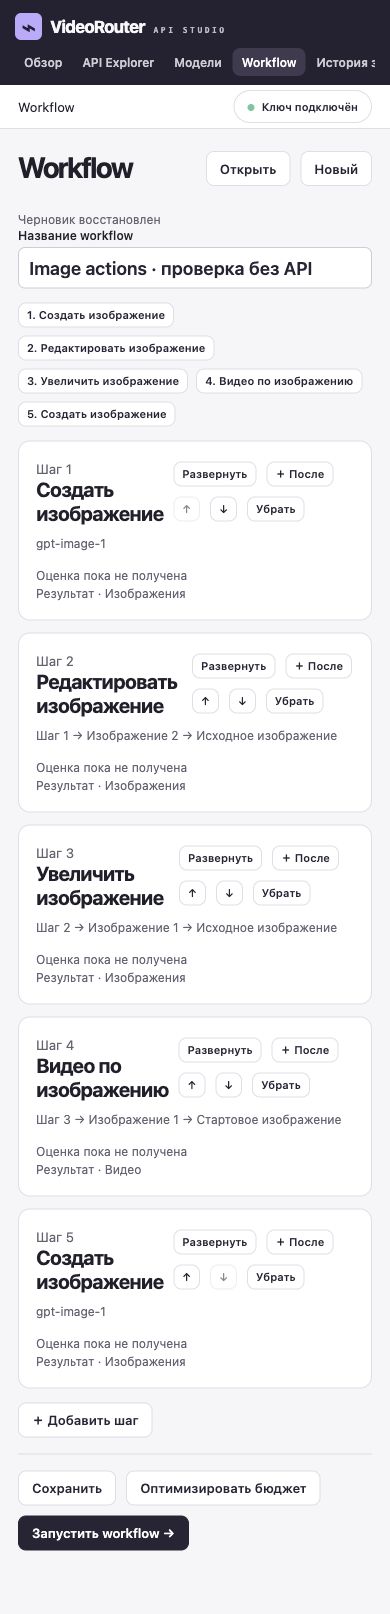 VideoRouter API STUDIO
Обзор API Explorer Модели Workflow История з
Workflow Ключ подключён
Workflow Открыть Новый
Черновик восстановлен
Название workflow
Image actions · проверка без API
1. Создать изображение
2. Редактировать изображение
3. Увеличить изображение 4. Видео по изображению
5. Создать изображение
Шаг 1
Создать
изображение
Развернуть + После
↑ ↓ Убрать
gpt-image-1
Оценка пока не получена
Результат · Изображения
Шаг 2
Редактировать
изображение
Развернуть + После
↑ ↓ Убрать
Шаг 1 → Изображение 2 → Исходное изображение
Оценка пока не получена
Результат · Изображения
Шаг 3
Увеличить
изображение
Развернуть + После
↑ ↓ Убрать
Шаг 2 → Изображение 1 → Исходное изображение
Оценка пока не получена
Результат · Изображения
Шаг 4
Видео по
изображению
Развернуть + После
↑ ↓ Убрать
Шаг 3 → Изображение 1 → Стартовое изображение
Оценка пока не получена
Результат · Видео
Шаг 5
Создать
изображение
Развернуть + После
↑ ↓ Убрать
gpt-image-1
Оценка пока не получена
Результат · Изображения
+ Добавить шаг
Сохранить Оптимизировать бюджет
Запустить workflow →